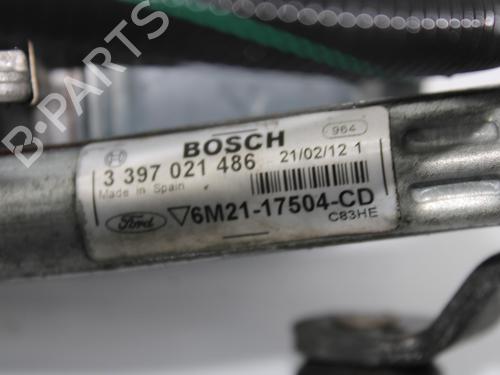 B-PARTS
BOSCH
964
3 397 021 486
21/02/12 1
Made in Spain
Ford
6M21-17504-CD
C83HE